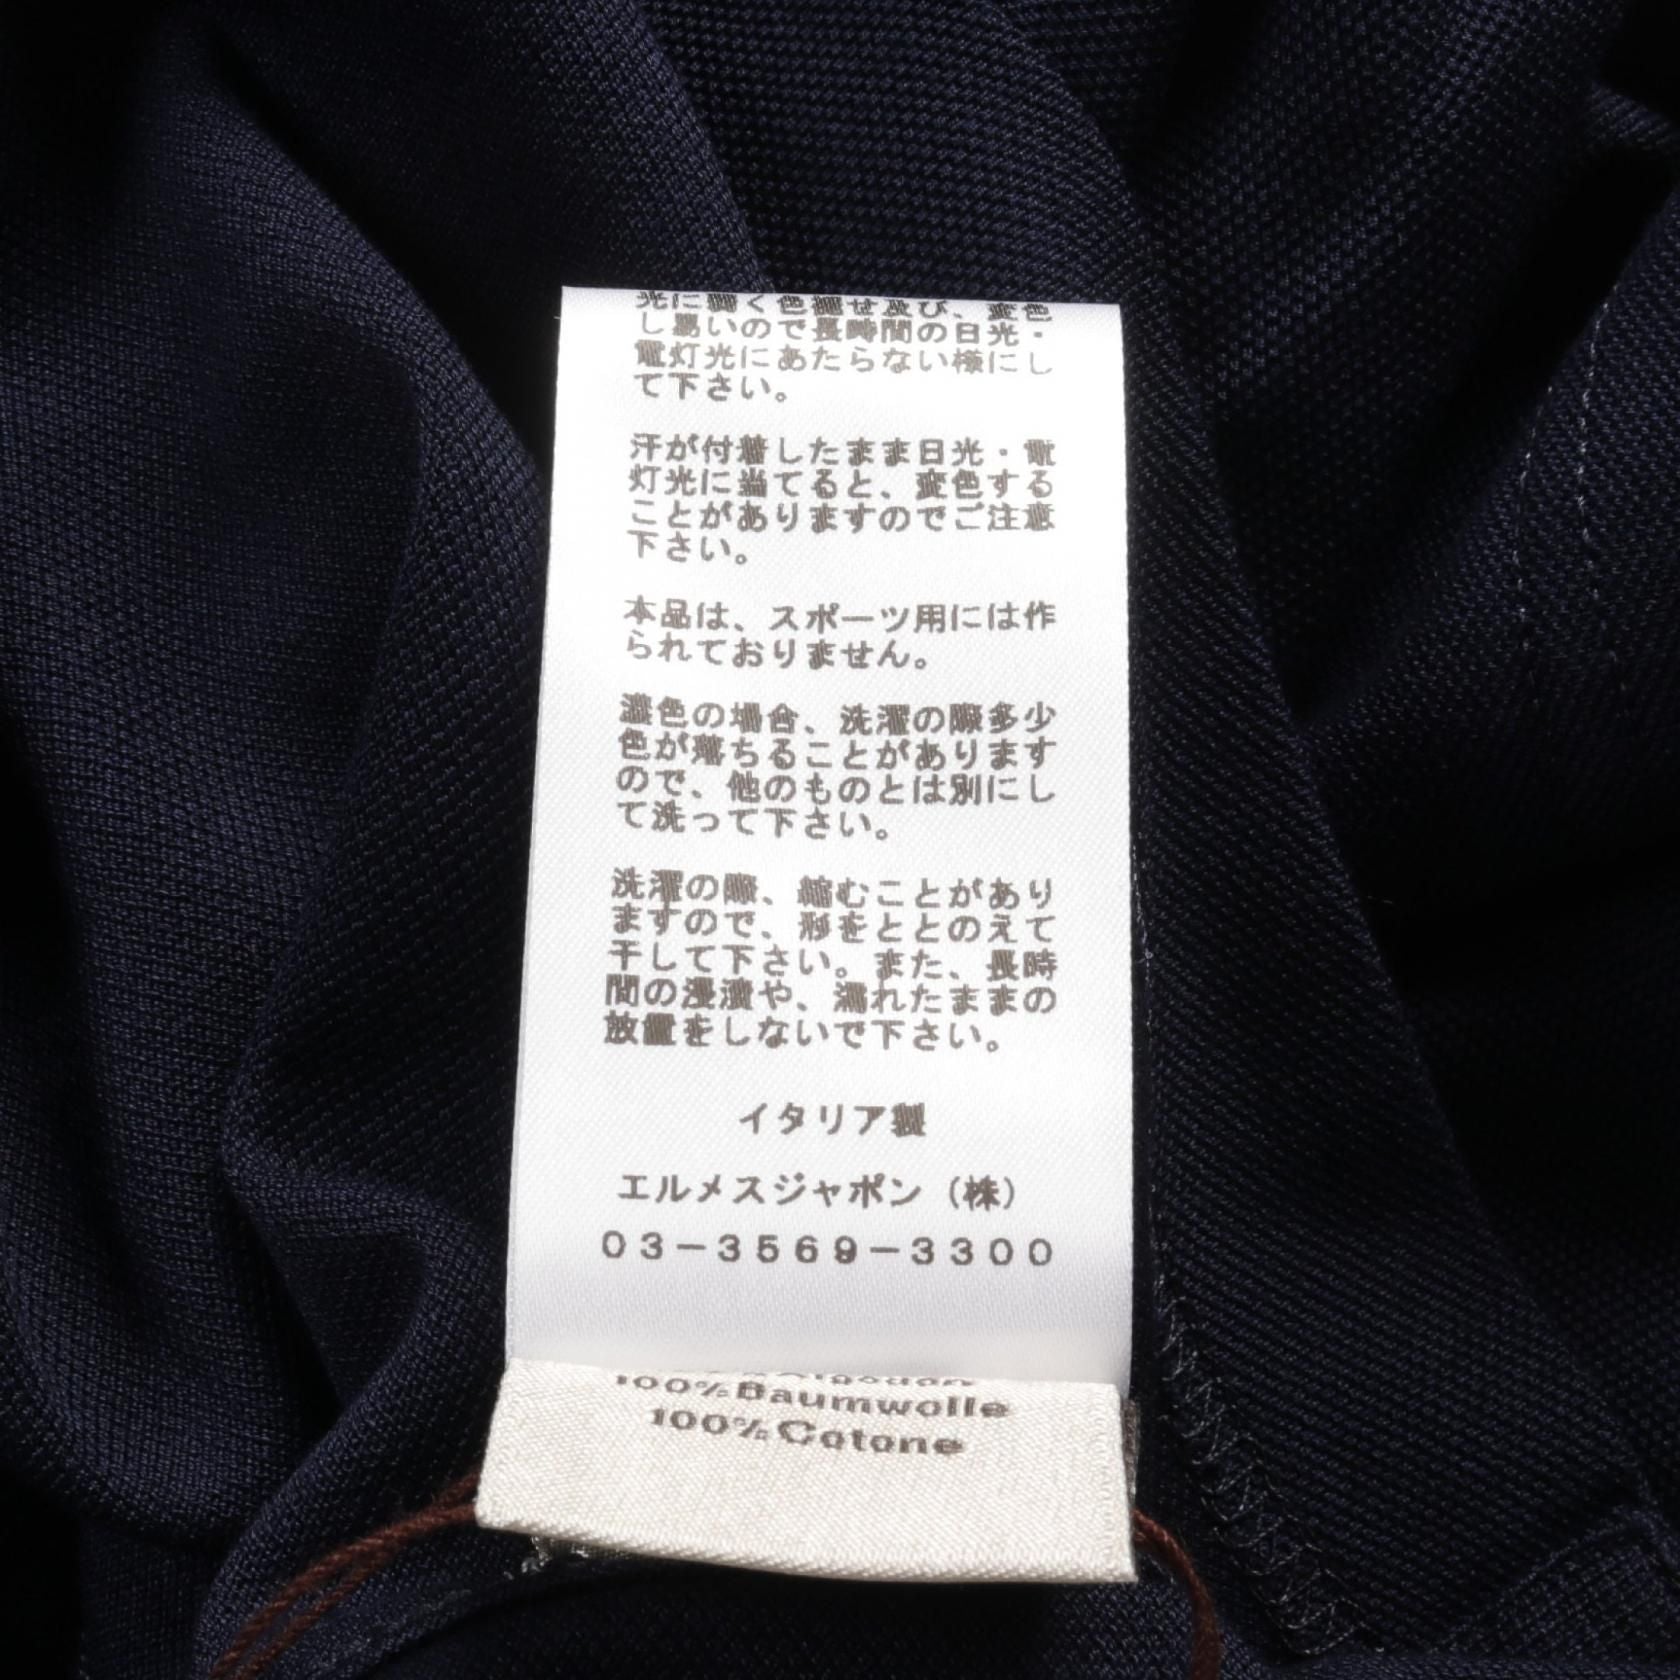 光に弱く色褪せ及び、変色
し易いので長時間の日光・
電灯光にあたらない様にし
て下さい。
汗が付着したまま日光・電
灯光に当てると、変色する
ことがありますのでご注意
下さい。
本品は、スポーツ用には作
られておりません。
濃色の場合、洗濯の際多少
色が落ちることがあります
ので、他のものとは別にし
て洗って下さい。
洗濯の際、縮むことがあり
ますので、形をととのえて
干して下さい。また、長時
間の浸漬や、濡れたままの
放置をしないで下さい。
イタリア製
エルメスジャポン（株）
03-3569-3300
100%Baumwolle
100%Cotone